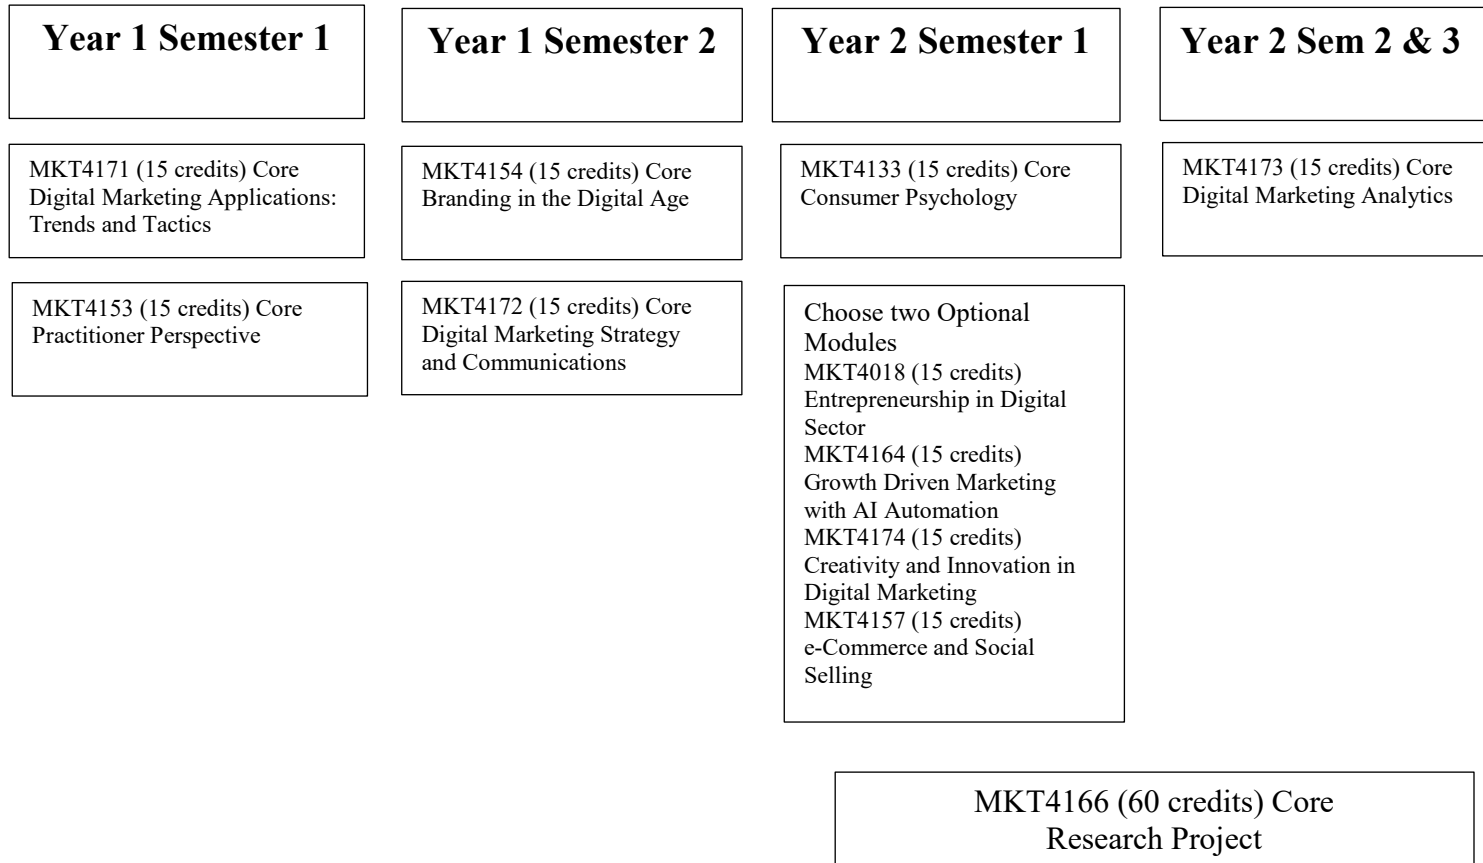 Year 1 Semester 1
Year 1 Semester 2
Year 2 Semester 1
Year 2 Sem 2 & 3
MKT4171 (15 credits) Core
Digital Marketing Applications:
Trends and Tactics
MKT4154 (15 credits) Core
Branding in the Digital Age
MKT4133 (15 credits) Core
Consumer Psychology
MKT4173 (15 credits) Core
Digital Marketing Analytics
MKT4153 (15 credits) Core
Practitioner Perspective
MKT4172 (15 credits) Core
Digital Marketing Strategy
and Communications
Choose two Optional
Modules
MKT4018 (15 credits)
Entrepreneurship in Digital
Sector
MKT4164 (15 credits)
Growth Driven Marketing
with AI Automation
MKT4174 (15 credits)
Creativity and Innovation in
Digital Marketing
MKT4157 (15 credits)
e-Commerce and Social
Selling
MKT4166 (60 credits) Core
Research Project